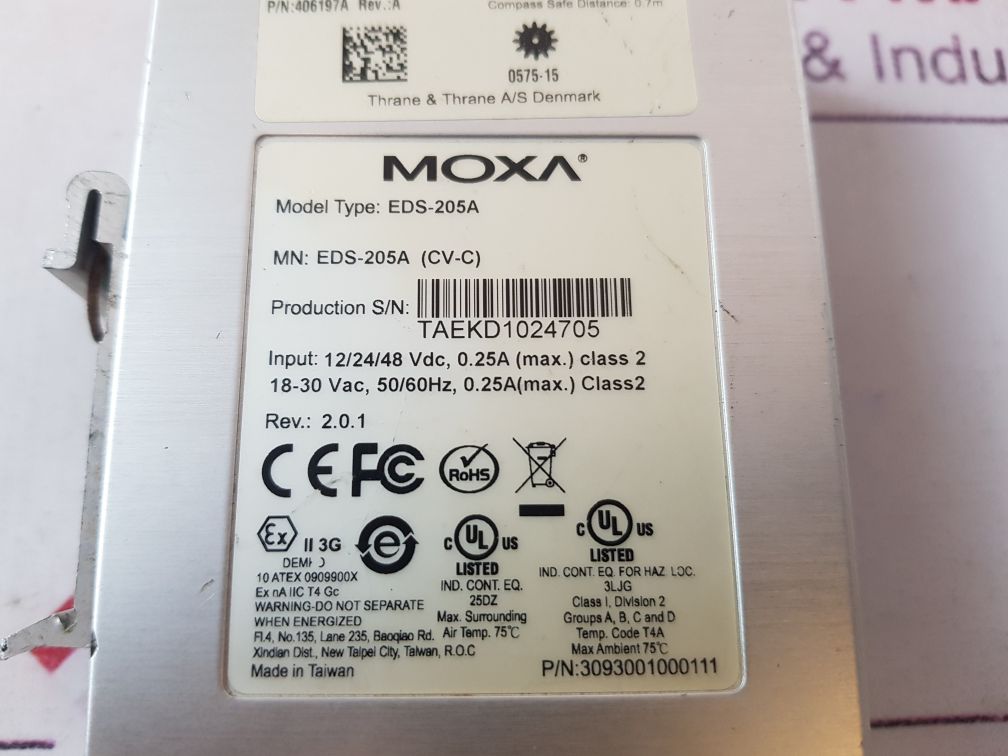 P/N:406197A Rev.:A
Compass Safe Distance: 0.7m
0575-15
Thrane & Thrane A/S Denmark
& Indu
MOXA®
Model Type: EDS-205A
MN: EDS-205A (CV-C)
Production S/N:
TAEKD1024705
Input: 12/24/48 Vdc, 0.25A (max.) class 2
18-30 Vac, 50/60Hz, 0.25A(max.) Class2
Rev.: 2.0.1
CE FC RoHS
Ex II 3G
DEMKO
10 ATEX 0909900X
Ex nA IIC T4 Gc
WARNING-DO NOT SEPARATE
WHEN ENERGIZED
Fl.4, No.135, Lane 235, Baoqiao Rd.
Xindian Dist., New Taipei City, Taiwan, R.O.C
Made in Taiwan
e
C UL US
LISTED
IND. CONT. EQ.
25DZ
Max. Surrounding
Air Temp. 75℃
C UL US
LISTED
IND. CONT. EQ. FOR HAZ. LOC.
3LJG
Class I, Division 2
Groups A, B, C and D
Temp. Code T4A
Max Ambient 75℃
P/N:3093001000111